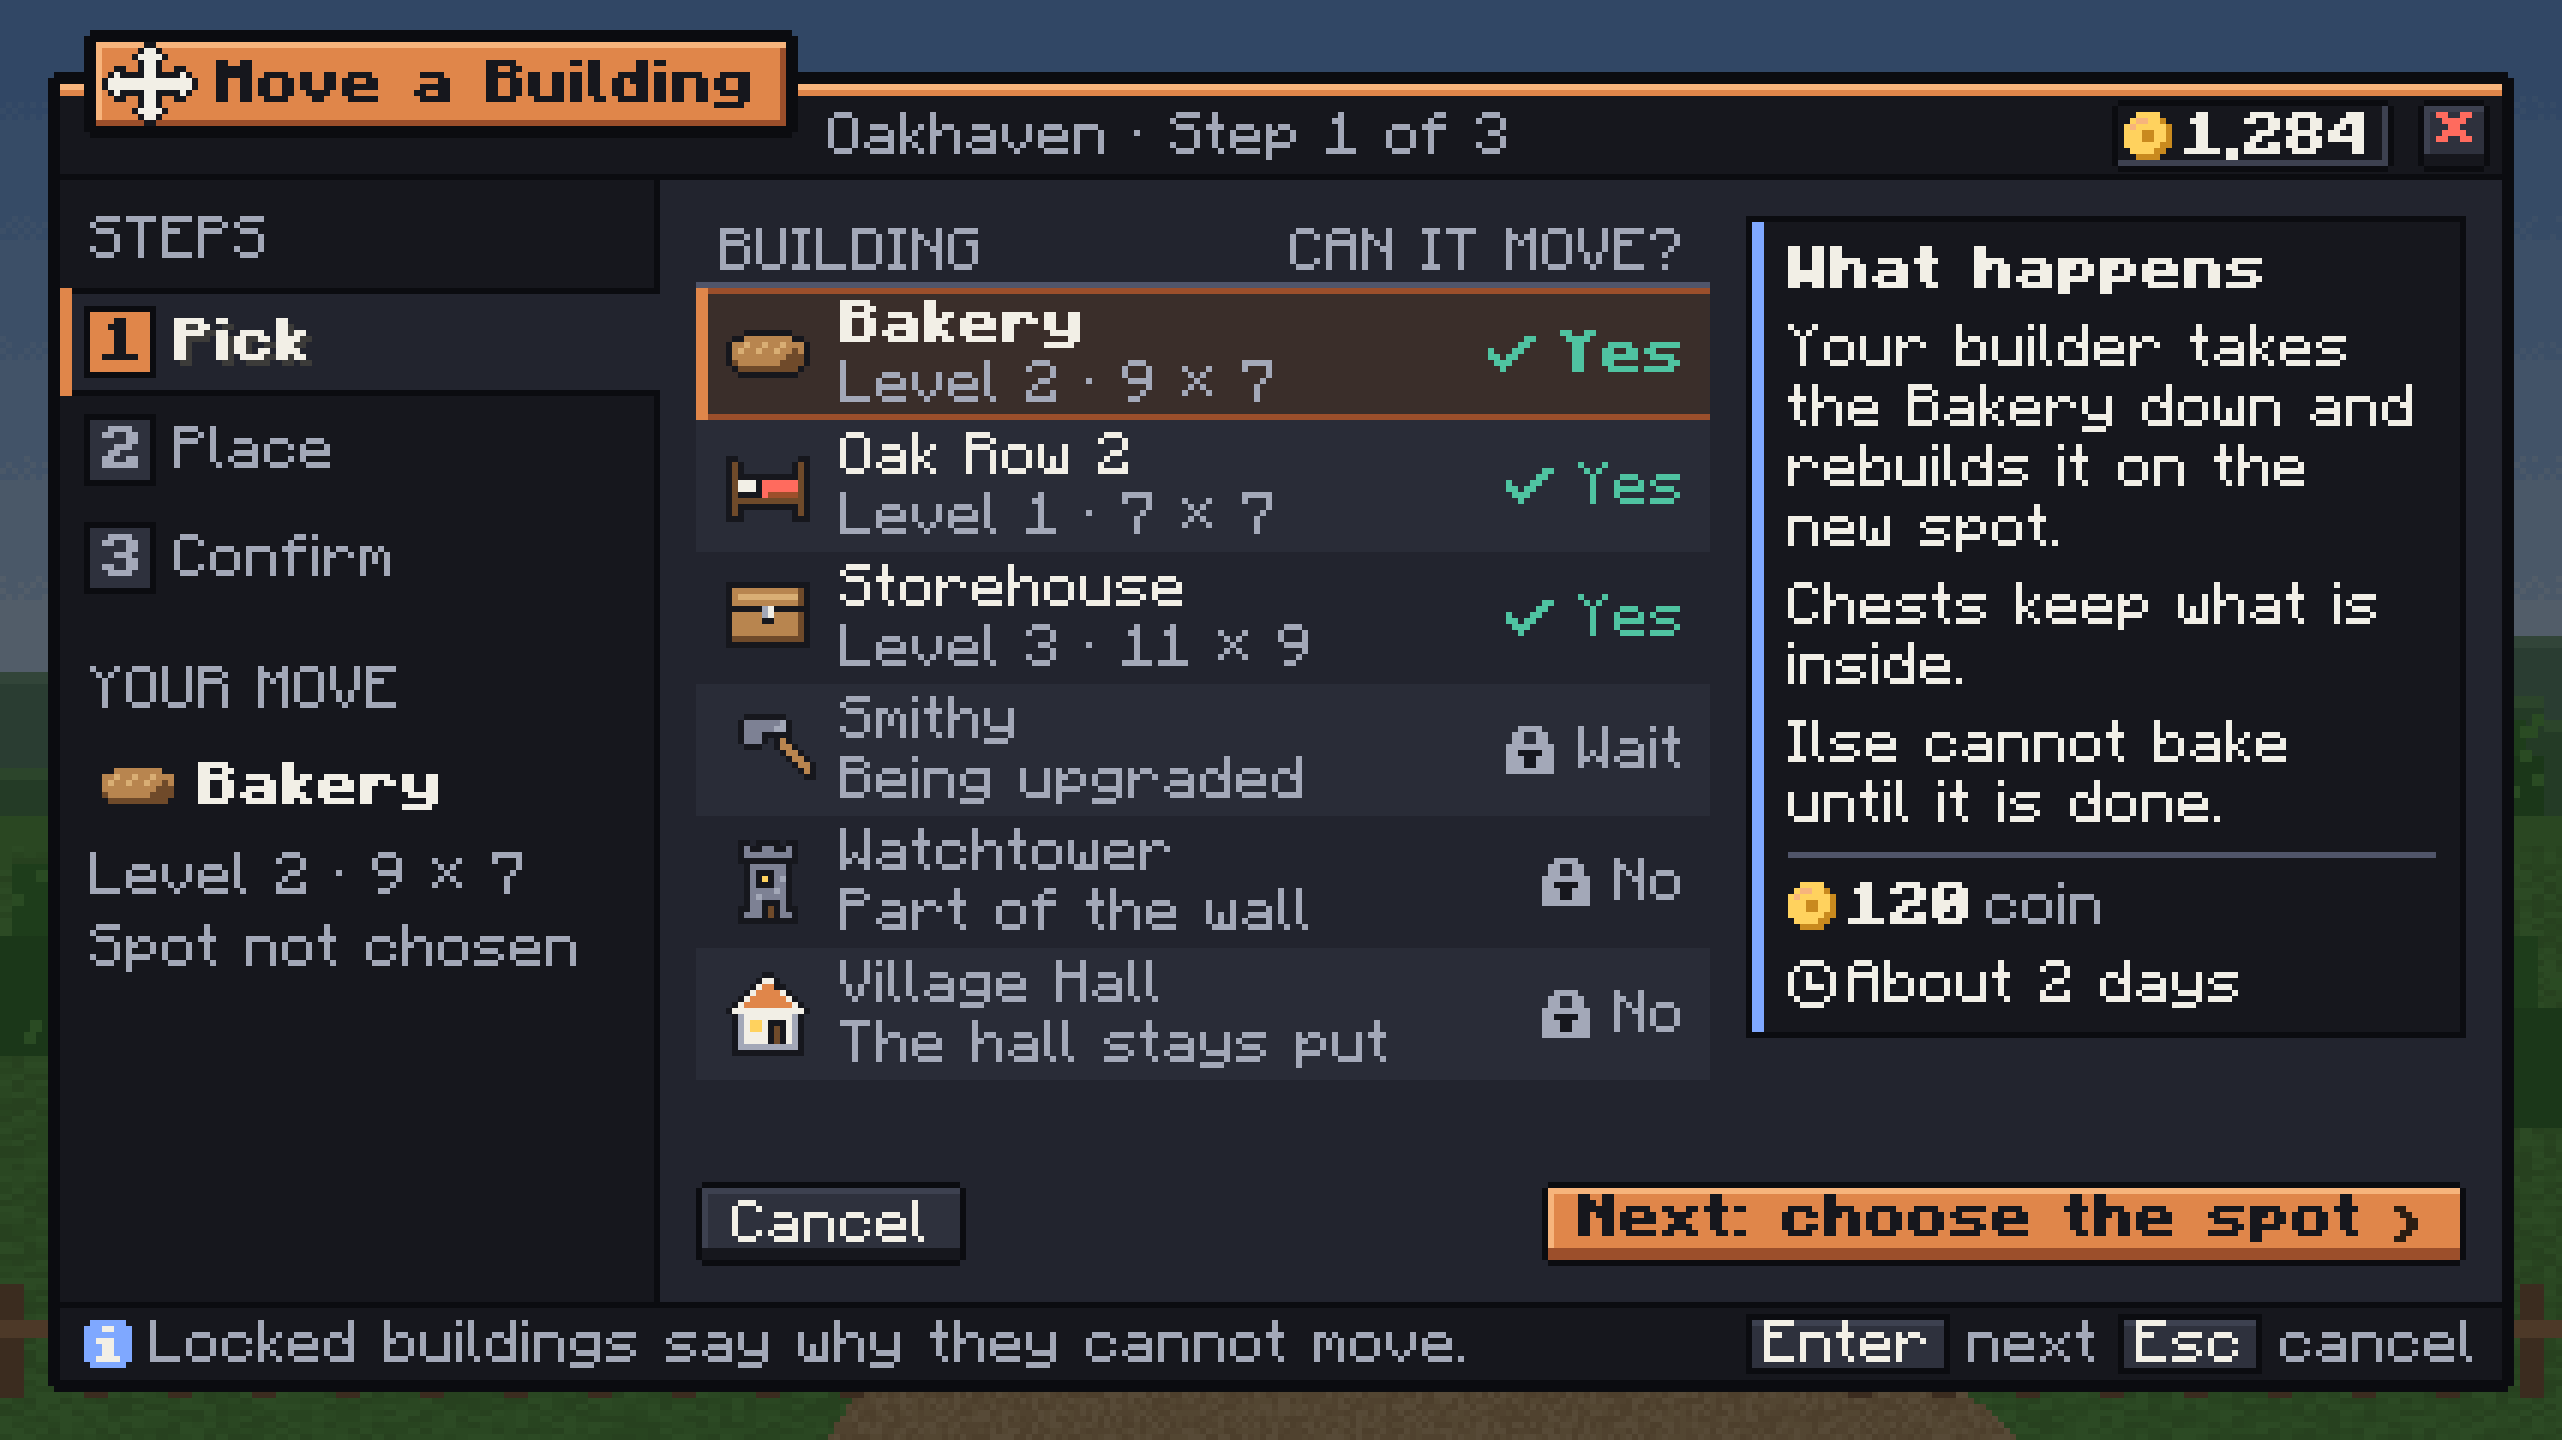 Move a Building
Oakhaven · Step 1 of 3
1,284
STEPS
1 Pick
2 Place
3 Confirm
YOUR MOVE
Bakery
Level 2 · 9 × 7
Spot not chosen
BUILDING CAN IT MOVE?
Bakery
Level 2 · 9 × 7
Yes
Oak Row 2
Level 1 · 7 × 7
Yes
Storehouse
Level 3 · 11 × 9
Yes
Smithy
Being upgraded
Wait
Watchtower
Part of the wall
No
Village Hall
The hall stays put
No
What happens
Your builder takes
the Bakery down and
rebuilds it on the
new spot.
Chests keep what is
inside.
Ilse cannot bake
until it is done.
120 coin
About 2 days
Cancel
Next: choose the spot ›
i Locked buildings say why they cannot move.
Enter next Esc cancel